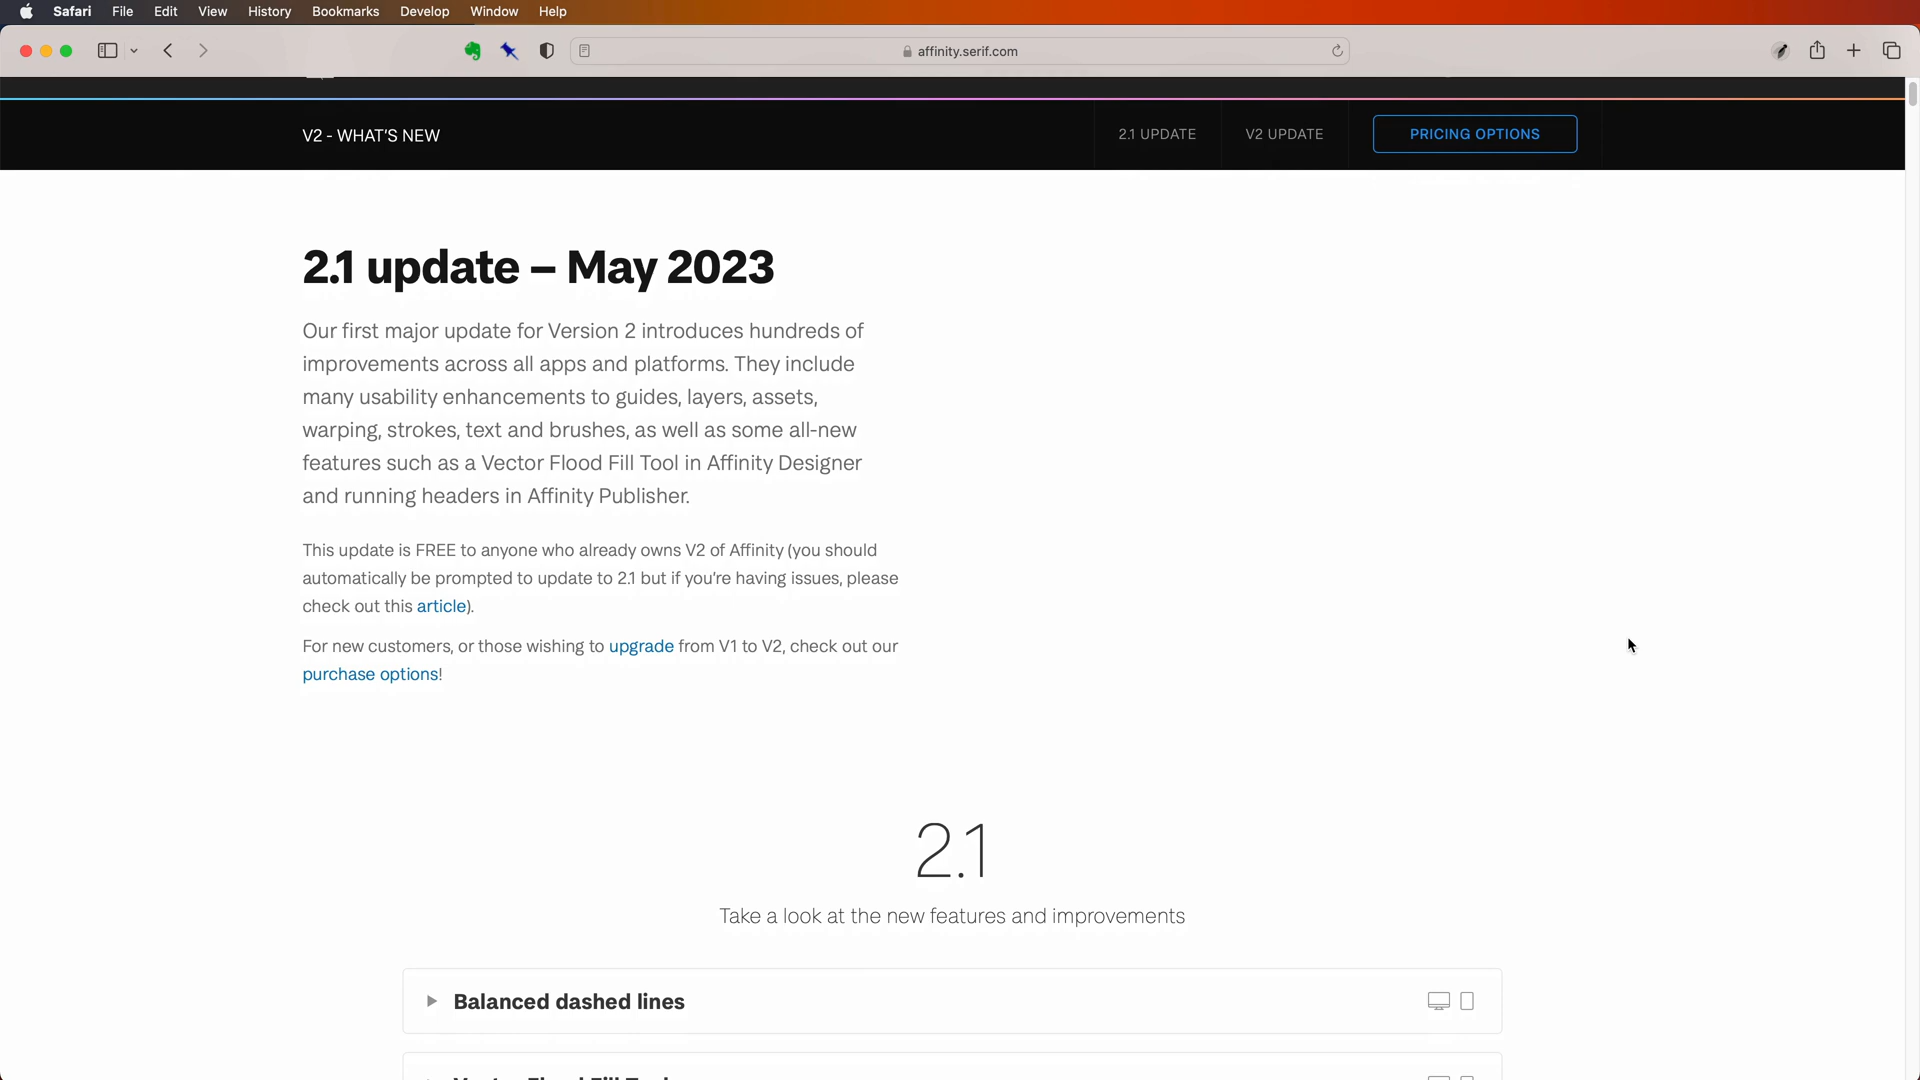 Safari File Edit View History Bookmarks Develop Window Help
affinity.serif.com
V2 - WHAT'S NEW
2.1 UPDATE
V2 UPDATE
PRICING OPTIONS
2.1 update – May 2023
Our first major update for Version 2 introduces hundreds of
improvements across all apps and platforms. They include
many usability enhancements to guides, layers, assets,
warping, strokes, text and brushes, as well as some all-new
features such as a Vector Flood Fill Tool in Affinity Designer
and running headers in Affinity Publisher.
This update is FREE to anyone who already owns V2 of Affinity (you should
automatically be prompted to update to 2.1 but if you're having issues, please
check out this article).
For new customers, or those wishing to upgrade from V1 to V2, check out our
purchase options!
2.1
Take a look at the new features and improvements
Balanced dashed lines